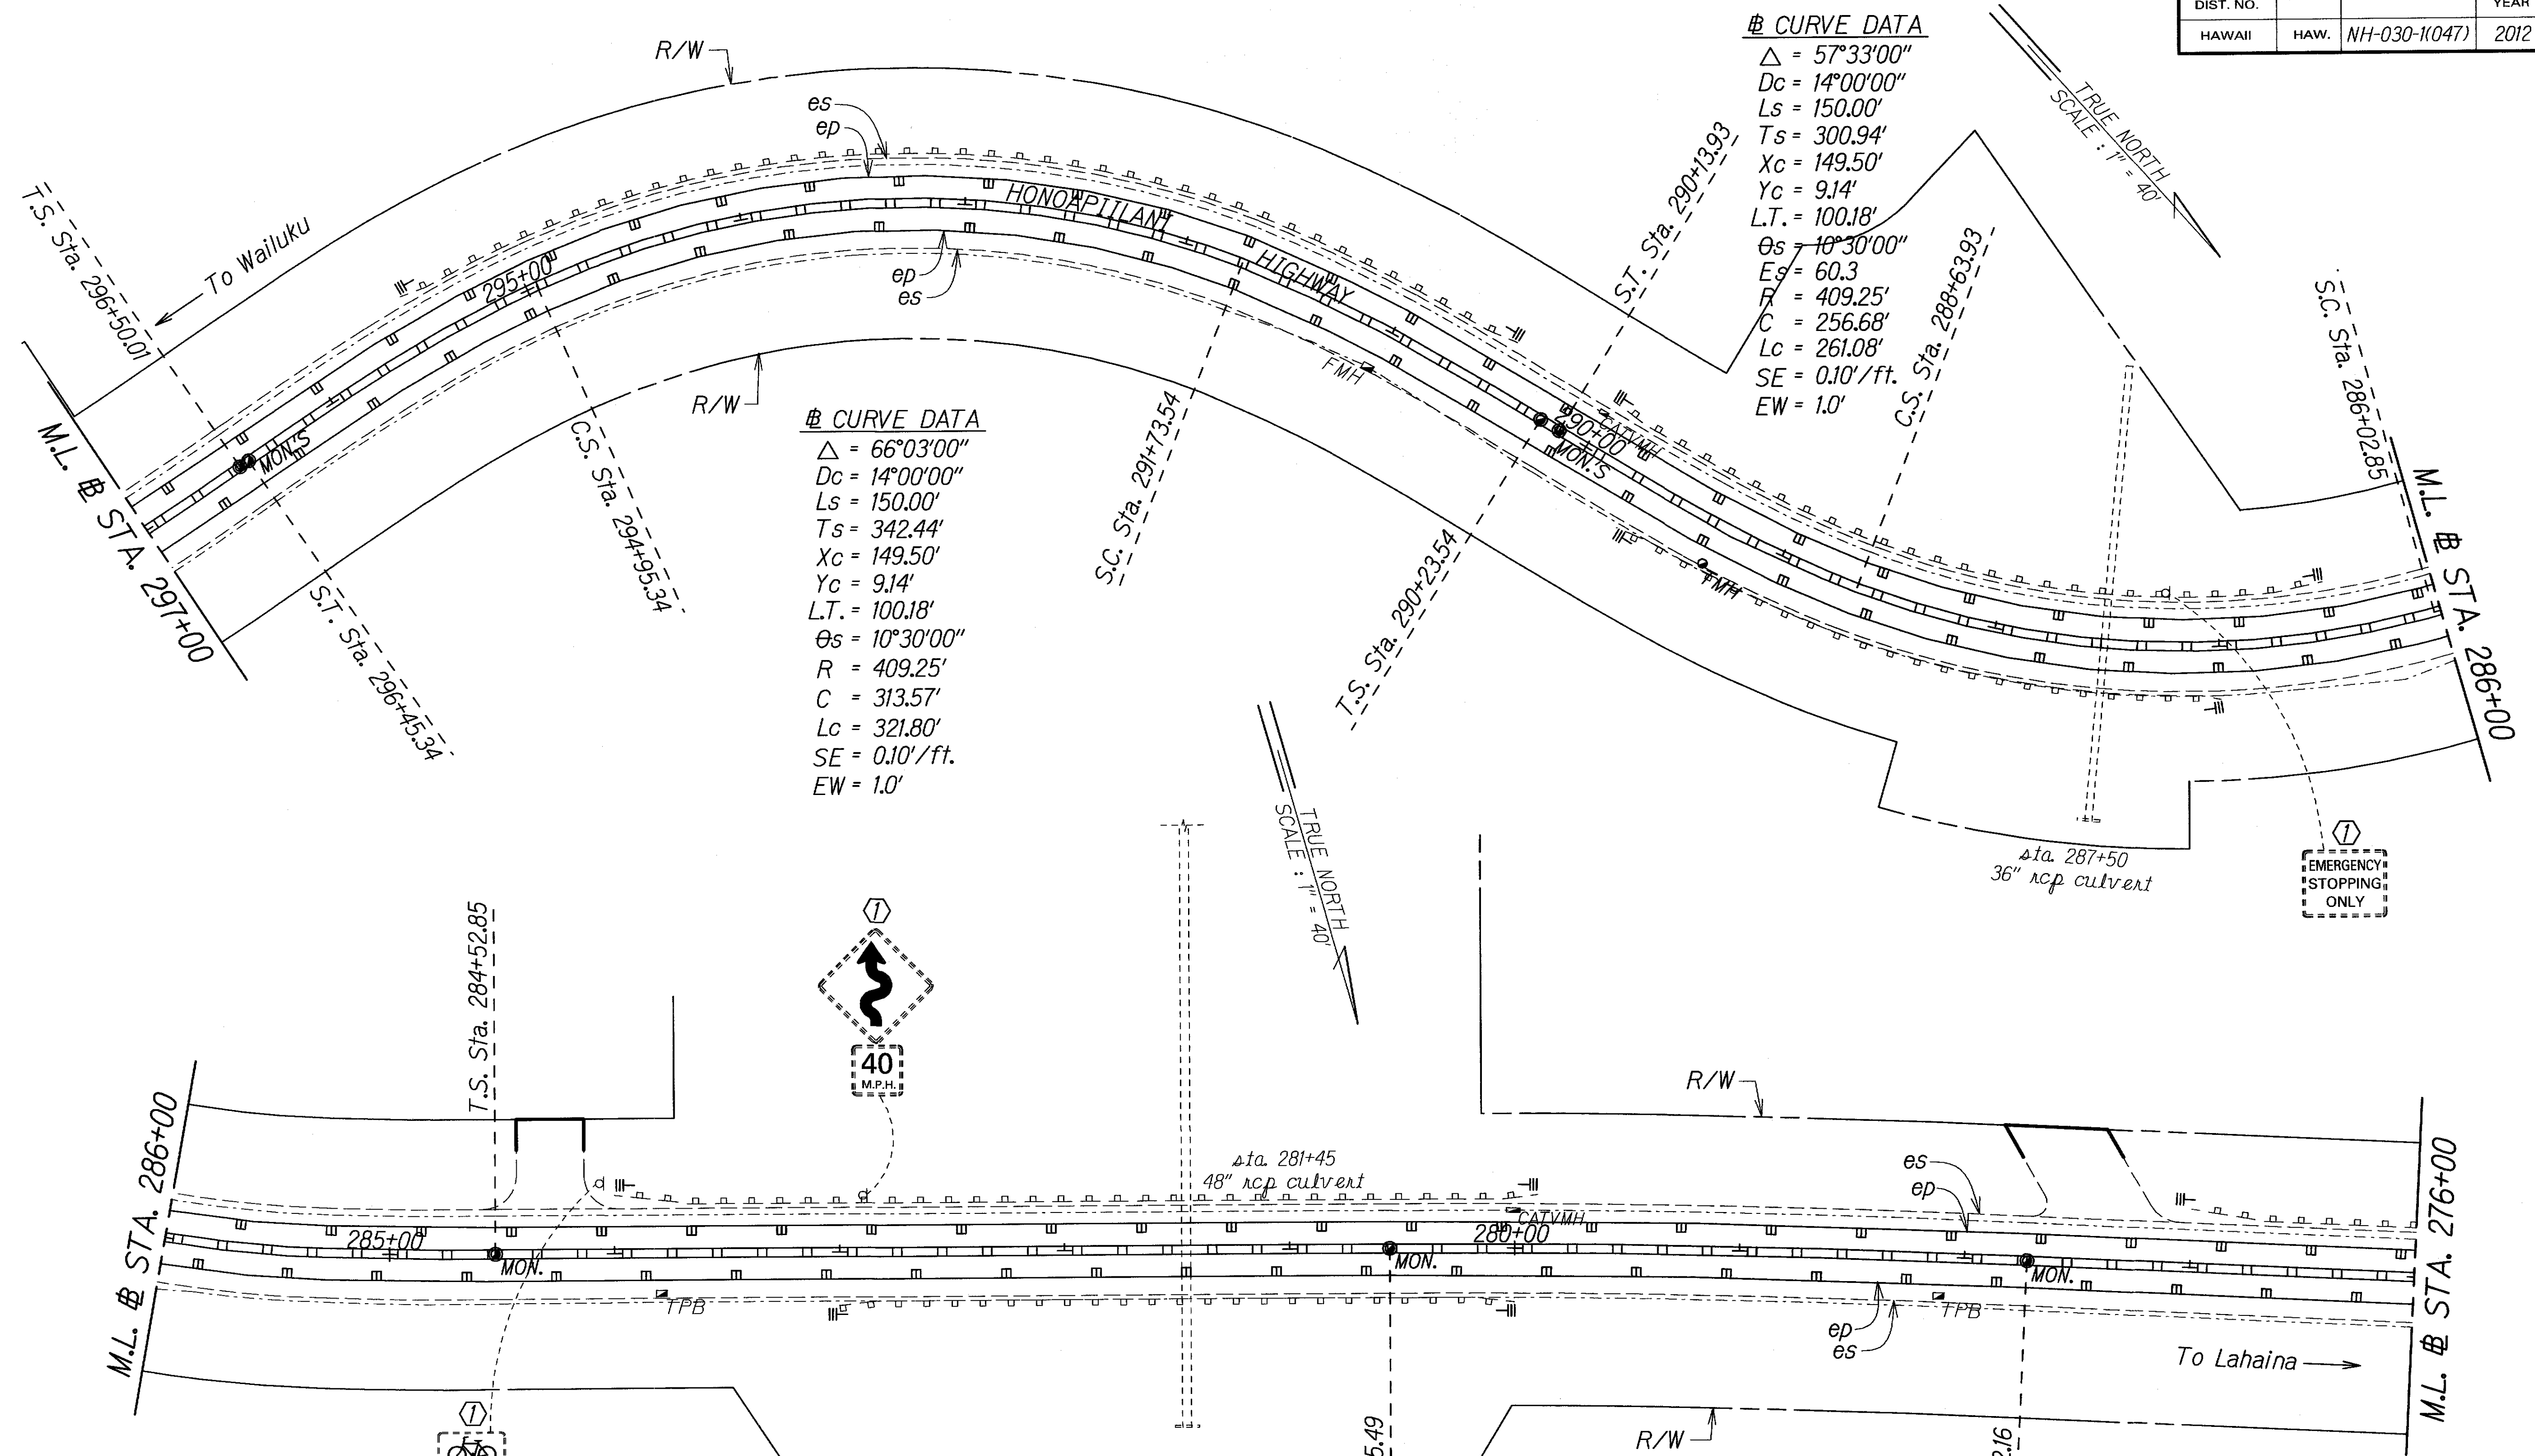 DIST. NO. YEAR
HAWAII HAW. NH-030-1(047) 2012
R/W
es
ep
HONOAPIILANI
HIGHWAY
ep
es
R/W
To Wailuku
T.S. Sta. 296+50.01
295+00
MON'S
M.L. B STA. 297+00
S.T. Sta. 296+45.34
C.S. Sta. 294+95.34
S.C. Sta. 291+73.54
FMH
B CURVE DATA
△ = 66°03'00"
Dc = 14°00'00"
Ls = 150.00'
Ts = 342.44'
Xc = 149.50'
Yc = 9.14'
L.T. = 100.18'
Θs = 10°30'00"
R = 409.25'
C = 313.57'
Lc = 321.80'
SE = 0.10'/ft.
EW = 1.0'
B CURVE DATA
△ = 57°33'00"
Dc = 14°00'00"
Ls = 150.00'
Ts = 300.94'
Xc = 149.50'
Yc = 9.14'
L.T. = 100.18'
Θs = 10°30'00"
Es = 60.3
R = 409.25'
C = 256.68'
Lc = 261.08'
SE = 0.10'/ft.
EW = 1.0'
TRUE NORTH
SCALE : 1" = 40'
S.T. Sta. 290+13.93
C.S. Sta. 288+63.93
S.C. Sta. 286+02.85
290+00
CATVMH
MON.'S
T.S. Sta. 290+23.54
TMH
M.L. B STA. 286+00
sta. 287+50
36" rcp culvert
1
EMERGENCY
STOPPING
ONLY
TRUE NORTH
SCALE : 1" = 40'
T.S. Sta. 284+52.85
1
40
M.P.H.
M.L. B STA. 286+00
285+00
MON.
TPB
sta. 281+45
48" rcp culvert
CATVMH
280+00
MON.
R/W
es
ep
MON.
TPB
ep
es
To Lahaina
M.L. B STA. 276+00
R/W
1
5.49
2.16